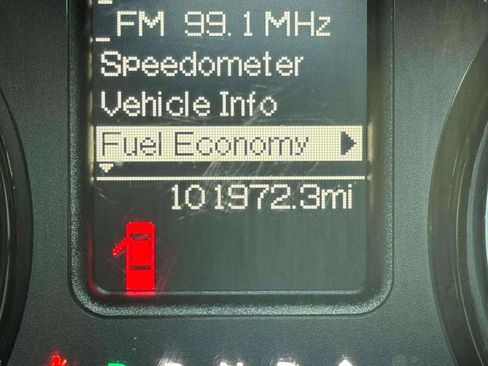 FM 99.1 MHz
Speedometer
Vehicle Info
Fuel Economy
101972.3mi